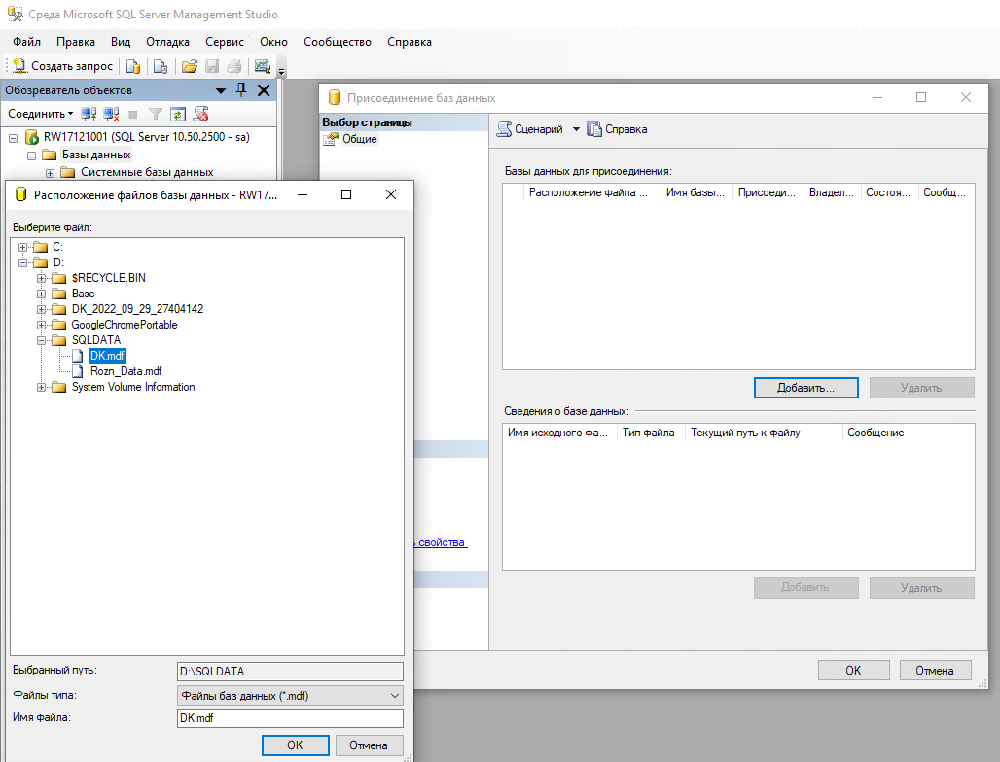 Среда Microsoft SQL Server Management Studio
Файл Правка Вид Отладка Сервис Окно Сообщество Справка
Создать запрос
Обозреватель объектов
Соединить
RW17121001 (SQL Server 10.50.2500 - sa)
Базы данных
Системные базы данных
Расположение файлов базы данных - RW17...
Выберите файл:
C:
D:
$RECYCLE.BIN
Base
DK_2022_09_29_27404142
GoogleChromePortable
SQLDATA
DK.mdf
Rozn_Data.mdf
System Volume Information
Выбранный путь: D:\SQLDATA
Файлы типа: Файлы баз данных (*.mdf)
Имя файла: DK.mdf
OK Отмена
Присоединение баз данных
Выбор страницы
Общие
Сценарий Справка
Базы данных для присоединения:
Расположение файла ... Имя базы... Присоеди... Владел... Состоя... Сообщ...
Добавить... Удалить
Сведения о базе данных:
Имя исходного фа... Тип файла Текущий путь к файлу Сообщение
свойства
Добавить Удалить
OK Отмена